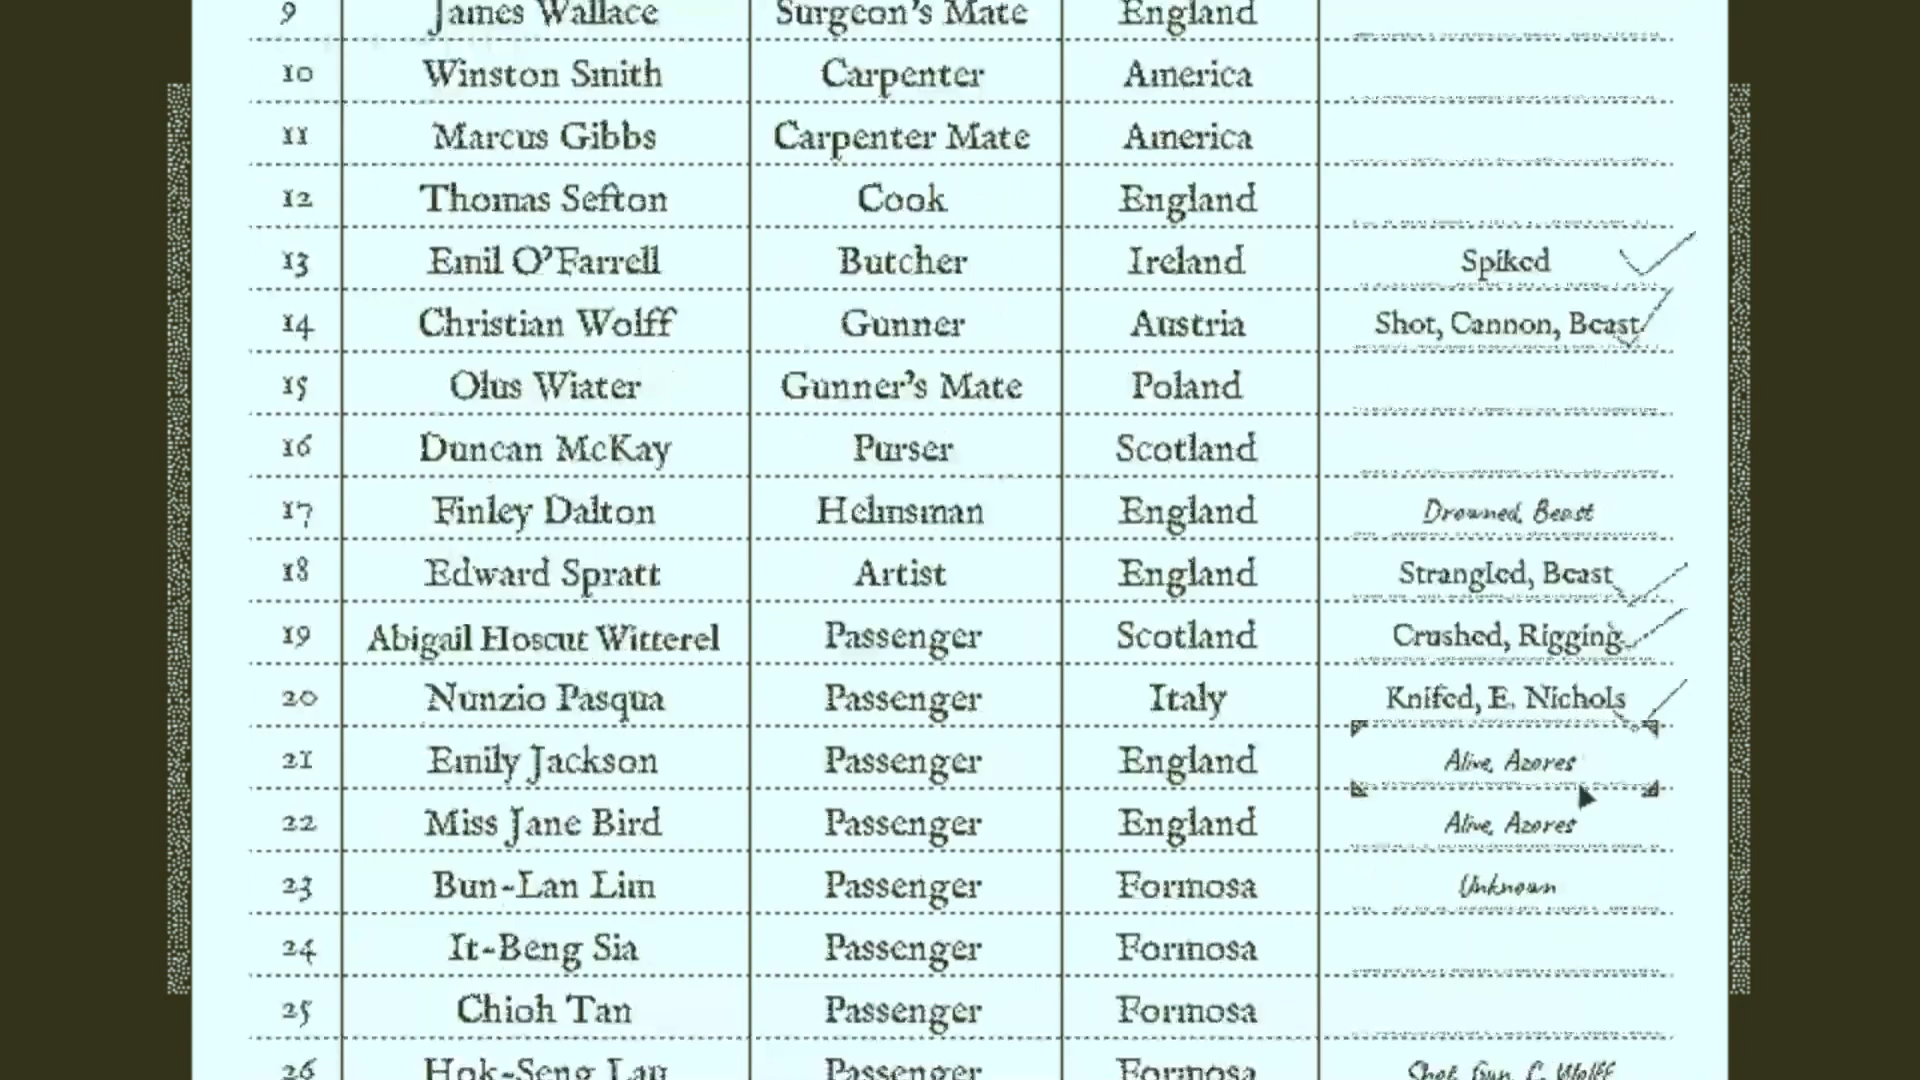 9 James Wallace Surgeon's Mate England
10 Winston Smith Carpenter America
11 Marcus Gibbs Carpenter Mate America
12 Thomas Sefton Cook England
13 Emil O'Farrell Butcher Ireland Spiked
14 Christian Wolff Gunner Austria Shot, Cannon, Beast
15 Olus Wiater Gunner's Mate Poland
16 Duncan McKay Purser Scotland
17 Finley Dalton Helmsman England Drowned, Beast
18 Edward Spratt Artist England Strangled, Beast
19 Abigail Hoscut Witterel Passenger Scotland Crushed, Rigging
20 Nunzio Pasqua Passenger Italy Knifed, E. Nichols
21 Emily Jackson Passenger England Alive, Azores
22 Miss Jane Bird Passenger England Alive, Azores
23 Bun-Lan Lim Passenger Formosa Unknown
24 It-Beng Sia Passenger Formosa
25 Chioh Tan Passenger Formosa
26 Hok-Seng Lau Passenger Formosa Shot, Gun, C. Wolff